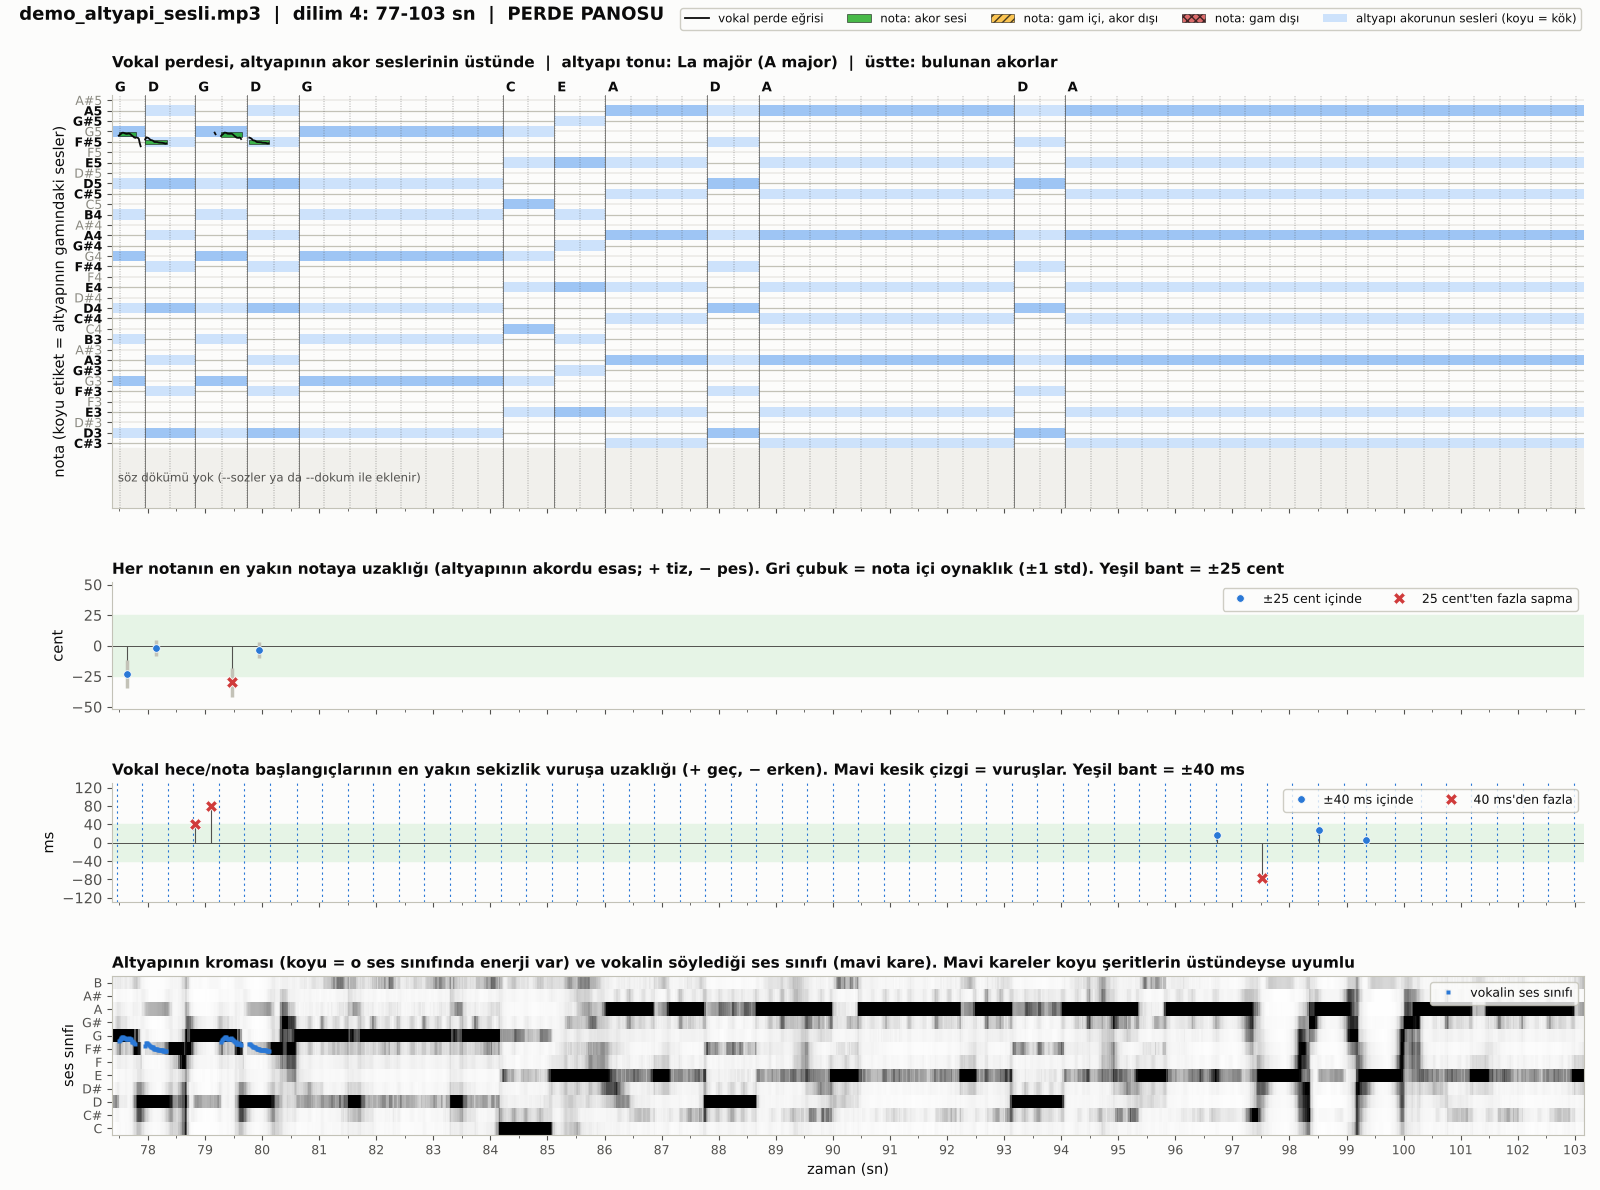 demo_altyapi_sesli.mp3 | dilim 4: 77-103 sn | PERDE PANOSU
vokal perde eğrisi
nota: akor sesi
nota: gam içi, akor dışı
nota: gam dışı
altyapı akorunun sesleri (koyu = kök)
Vokal perdesi, altyapının akor seslerinin üstünde | altyapı tonu: La majör (A major) | üstte: bulunan akorlar
G D G D G C E A D A D A
nota (koyu etiket = altyapının gamındaki sesler)
A#5
A5
G#5
G5
F#5
F5
E5
D#5
D5
C#5
C5
B4
A#4
A4
G#4
G4
F#4
F4
E4
D#4
D4
C#4
C4
B3
A#3
A3
G#3
G3
F#3
F3
E3
D#3
D3
C#3
söz dökümü yok (--sozler ya da --dokum ile eklenir)
Her notanın en yakın notaya uzaklığı (altyapının akordu esas; + tiz, − pes). Gri çubuk = nota içi oynaklık (±1 std). Yeşil bant = ±25 cent
±25 cent içinde
25 cent'ten fazla sapma
cent
50
25
0
−25
−50
Vokal hece/nota başlangıçlarının en yakın sekizlik vuruşa uzaklığı (+ geç, − erken). Mavi kesik çizgi = vuruşlar. Yeşil bant = ±40 ms
±40 ms içinde
40 ms'den fazla
ms
120
80
40
0
−40
−80
−120
Altyapının kroması (koyu = o ses sınıfında enerji var) ve vokalin söylediği ses sınıfı (mavi kare). Mavi kareler koyu şeritlerin üstündeyse uyumlu
vokalin ses sınıfı
ses sınıfı
B
A#
A
G#
G
F#
F
E
D#
D
C#
C
78 79 80 81 82 83 84 85 86 87 88 89 90 91 92 93 94 95 96 97 98 99 100 101 102 103
zaman (sn)